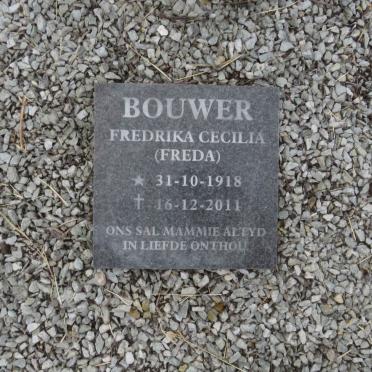 BOUWER
FREDRIKA CECILIA
(FREDA)
★ 31-10-1918
✝ 16-12-2011
ONS SAL MAMMIE ALTYD
IN LIEFDE ONTHOU